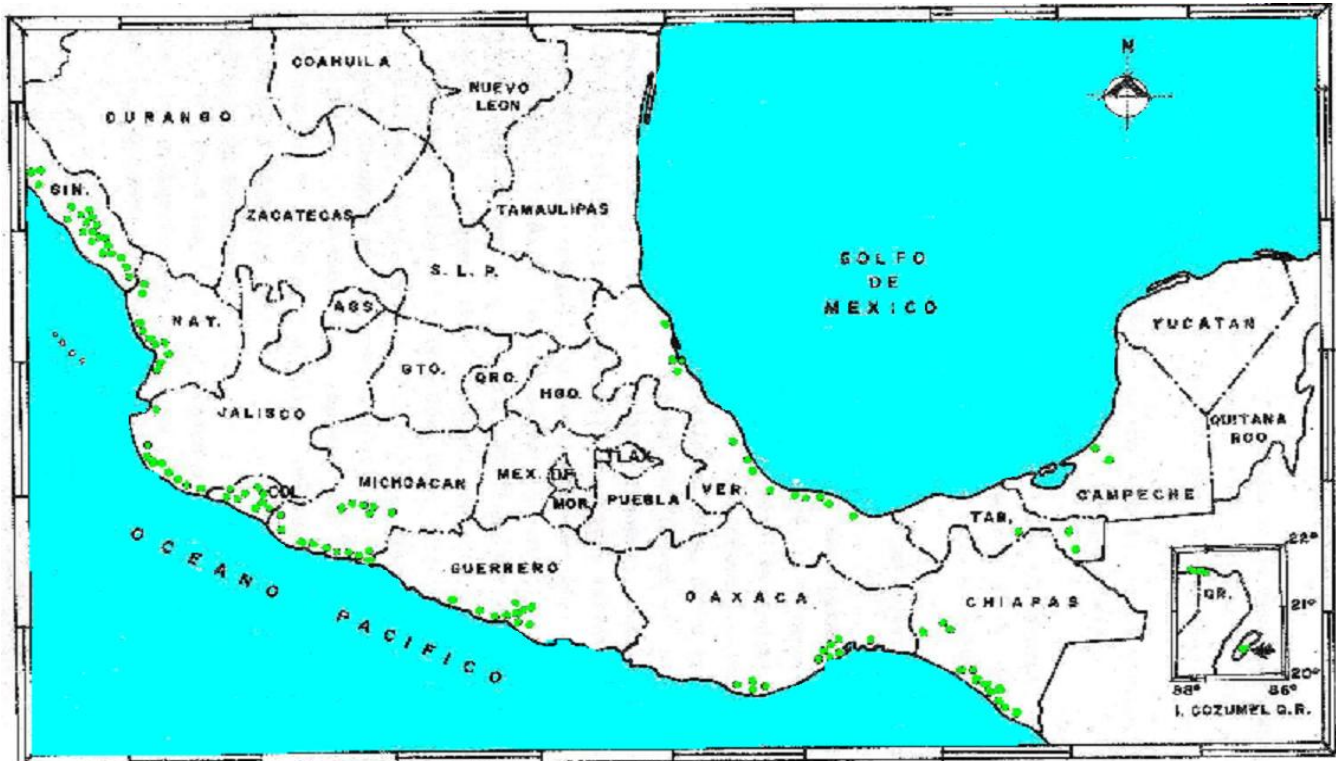 COAHUILA
N
NUEVO
LEON
DURANGO
SIN.
ZACATECAS
TAMAULIPAS
S. L. P.
GOLFO
DE
MEXICO
AGS.
NAY.
YUCATAN
GTO.
QRO.
HGO.
JALISCO
QUITANA
ROO
MICHOACAN
MEX.
D.F.
TLAX.
COL.
MOR.
PUEBLA
VER.
CAMPECHE
TAB.
OCEANO PACIFICO
GUERRERO
OAXACA
CHIAPAS
22°
QR.
21°
20°
88°
86°
I. COZUMEL Q.R.